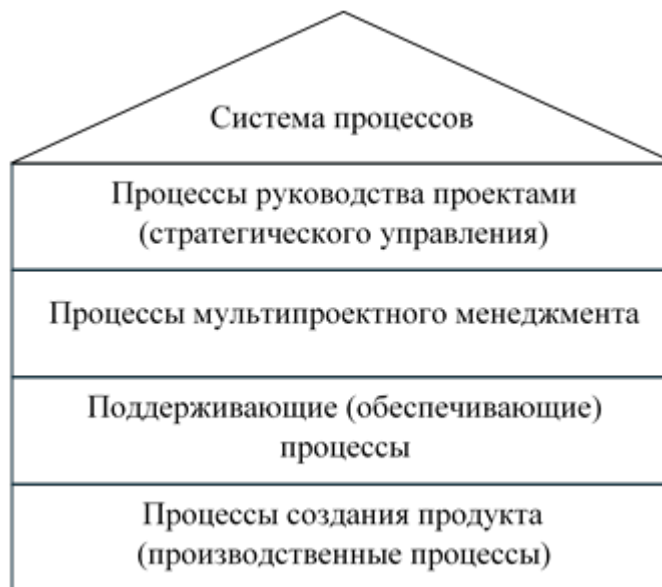 Система процессов
Процессы руководства проектами
(стратегического управления)
Процессы мультипроектного менеджмента
Поддерживающие (обеспечивающие)
процессы
Процессы создания продукта
(производственные процессы)